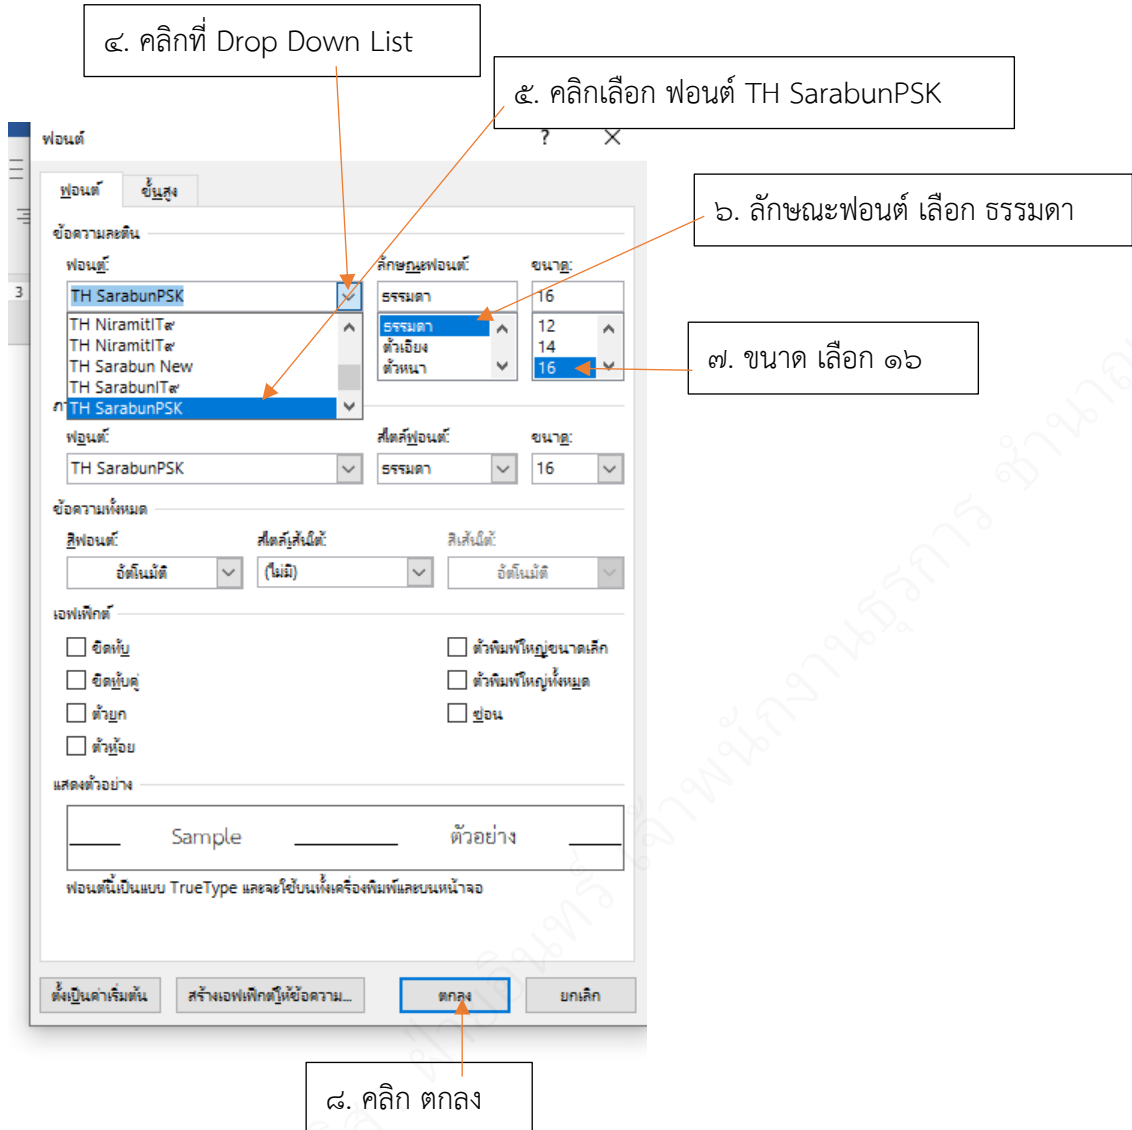 ๔. คลิกที่ Drop Down List
๕. คลิกเลือก ฟอนต์ TH SarabunPSK
ฟอนต์ ? ×
ฟอนต์ ขั้นสูง
๖. ลักษณะฟอนต์ เลือก ธรรมดา
ข้อความละติน
ฟอนต์: ลักษณะฟอนต์: ขนาด:
3
TH SarabunPSK ธรรมดา 16
TH NiramitIT๙ ธรรมดา 12
TH NiramitIT๙ ตัวเอียง 14
TH Sarabun New ตัวหนา 16
TH SarabunIT๙
TH SarabunPSK
๗. ขนาด เลือก ๑๖
ฟอนต์: สไตล์ฟอนต์: ขนาด:
TH SarabunPSK ธรรมดา 16
ข้อความทั้งหมด
สีฟอนต์: สไตล์เส้นใต้: สีเส้นใต้:
อัตโนมัติ (ไม่มี) อัตโนมัติ
เอฟเฟ็กต์
ขีดทับ ตัวพิมพ์ใหญ่ขนาดเล็ก
ขีดทับคู่ ตัวพิมพ์ใหญ่ทั้งหมด
ตัวยก ซ่อน
ตัวห้อย
แสดงตัวอย่าง
Sample ตัวอย่าง
ฟอนต์นี้เป็นแบบ TrueType และจะใช้บนทั้งเครื่องพิมพ์และบนหน้าจอ
ตั้งเป็นค่าเริ่มต้น สร้างเอฟเฟ็กต์ให้ข้อความ... ตกลง ยกเลิก
๘. คลิก ตกลง
เจ้าพนักงานธุรการ